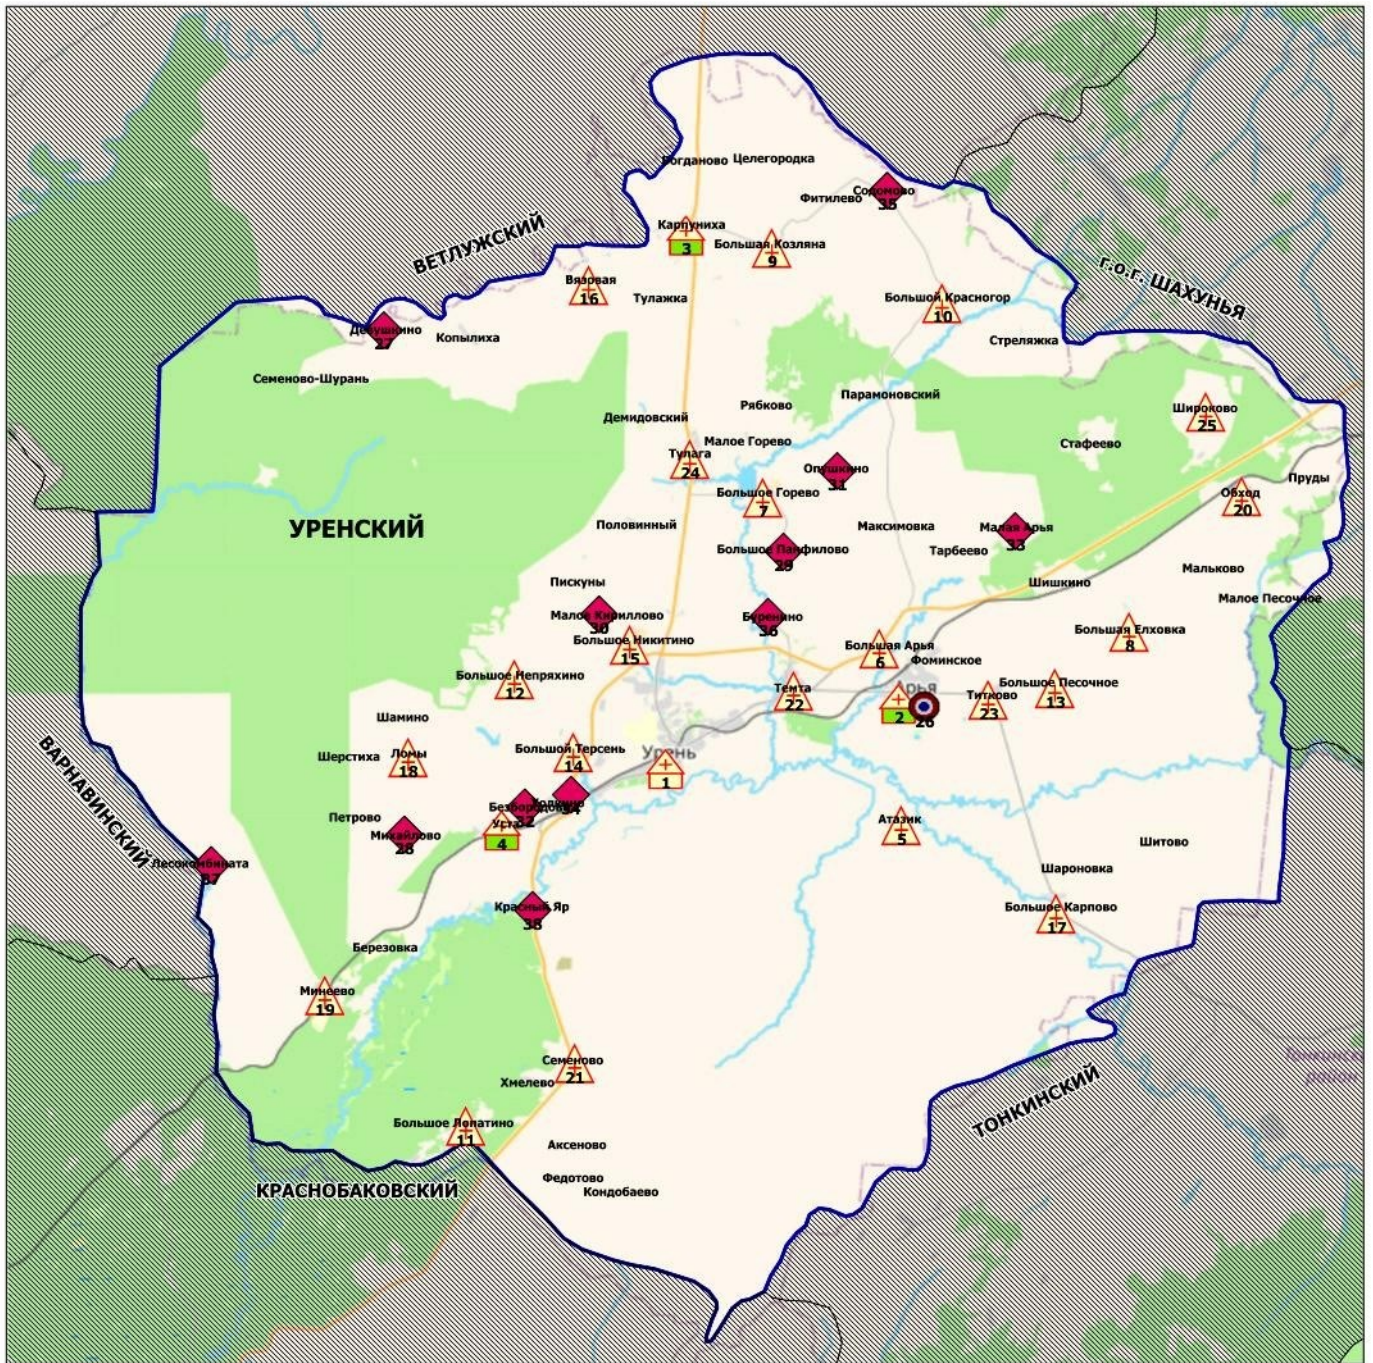 Богданово
Целегородка
Содомово
35
Фитилево
Карпуниха
3
Большая Козляна
9
ВЕТЛУЖСКИЙ
г.о.г. ШАХУНЬЯ
Вязовая
16
Тулажка
Большой Красногор
10
Девушкино
27
Копылиха
Стреляжка
Семеново-Шурань
Парамоновский
Рябково
Широково
25
Демидовский
Малое Горево
Стафеево
Тулага
24
Опушкино
31
Пруды
Большое Горево
7
Обход
20
УРЕНСКИЙ
Половинный
Максимовка
Малая Арья
33
Большое Панфилово
29
Тарбеево
Мальково
Пискуны
Шишкино
Малое Песочное
Малое Кириллово
30
Буренино
36
Большая Елховка
8
Большое Никитино
15
Большая Арья
6
Фоминское
Большое Непряхино
12
Большое Песочное
13
Темта
22
Арья
2
26
Титково
23
Шамино
Большой Терсень
14
Урень
1
Шерстиха
Ломы
18
ВАРНАВИНСКИЙ
Безбородово
32
34
Петрово
Уста
4
Михайлово
28
Атазик
5
Шитово
Лесокомбината
37
Шароновка
Красный Яр
38
Большое Карпово
17
Березовка
Минеево
19
Семеново
21
Хмелево
район
Большое Лопатино
11
ТОНКИНСКИЙ
Аксеново
Федотово
КРАСНОБАКОВСКИЙ
Кондобаево